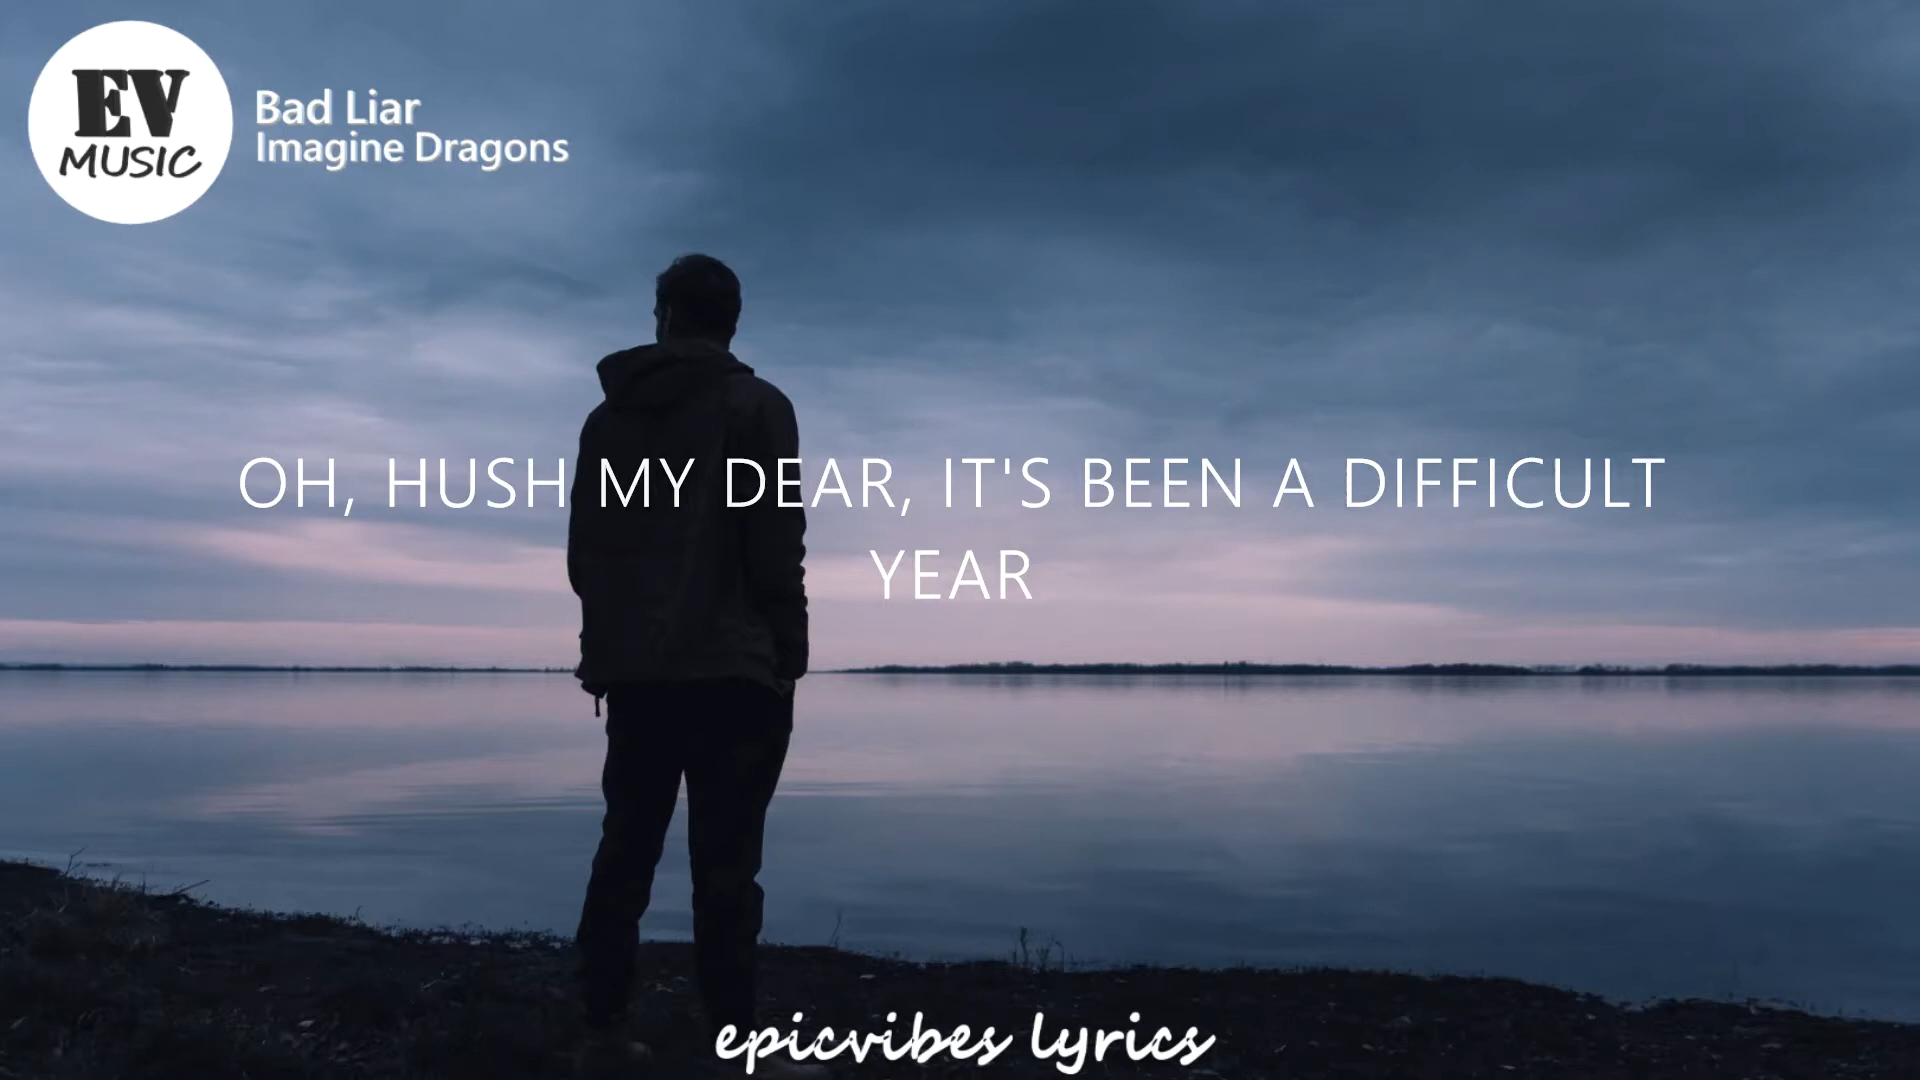 EV
MUSIC
Bad Liar
Imagine Dragons
OH, HUSH MY DEAR, IT'S BEEN A DIFFICULT
YEAR
epicvibes lyrics